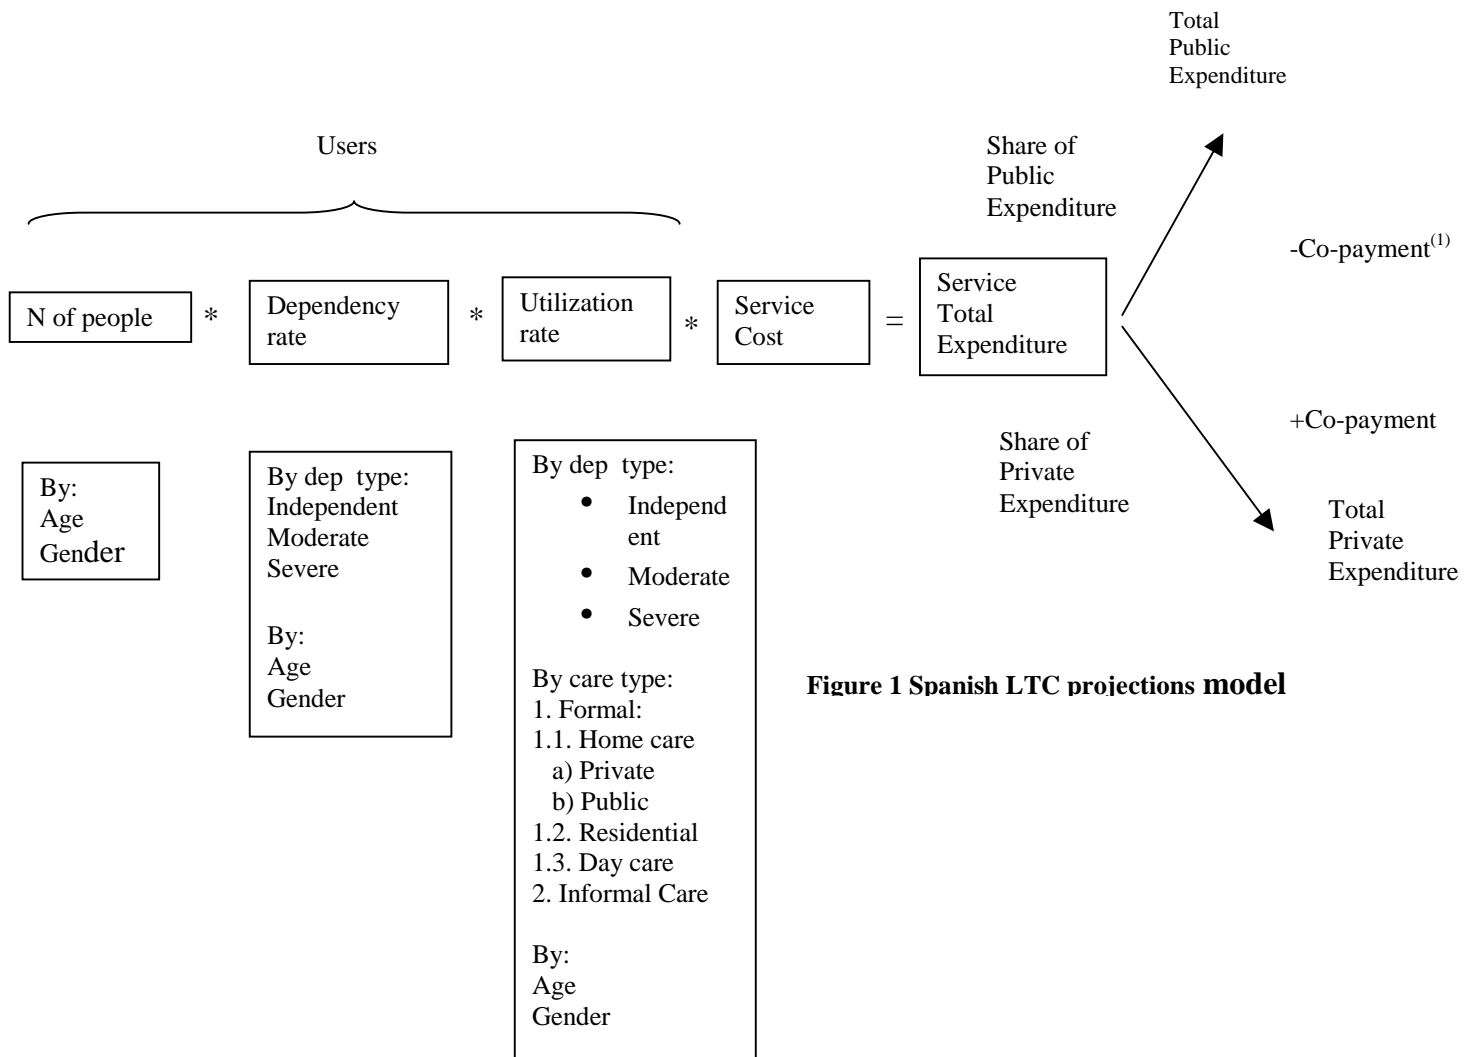 Total
Public
Expenditure
Users
Share of
Public
Expenditure
-Co-payment(1)
N of people
*
Dependency
rate
*
Utilization
rate
*
Service
Cost
=
Service
Total
Expenditure
+Co-payment
Share of
Private
Expenditure
Total
Private
Expenditure
By:
Age
Gender
By dep type:
Independent
Moderate
Severe
By:
Age
Gender
By dep type:
• Independ
ent
• Moderate
• Severe
By care type:
1. Formal:
1.1. Home care
a) Private
b) Public
1.2. Residential
1.3. Day care
2. Informal Care
By:
Age
Gender
Figure 1 Spanish LTC projections model